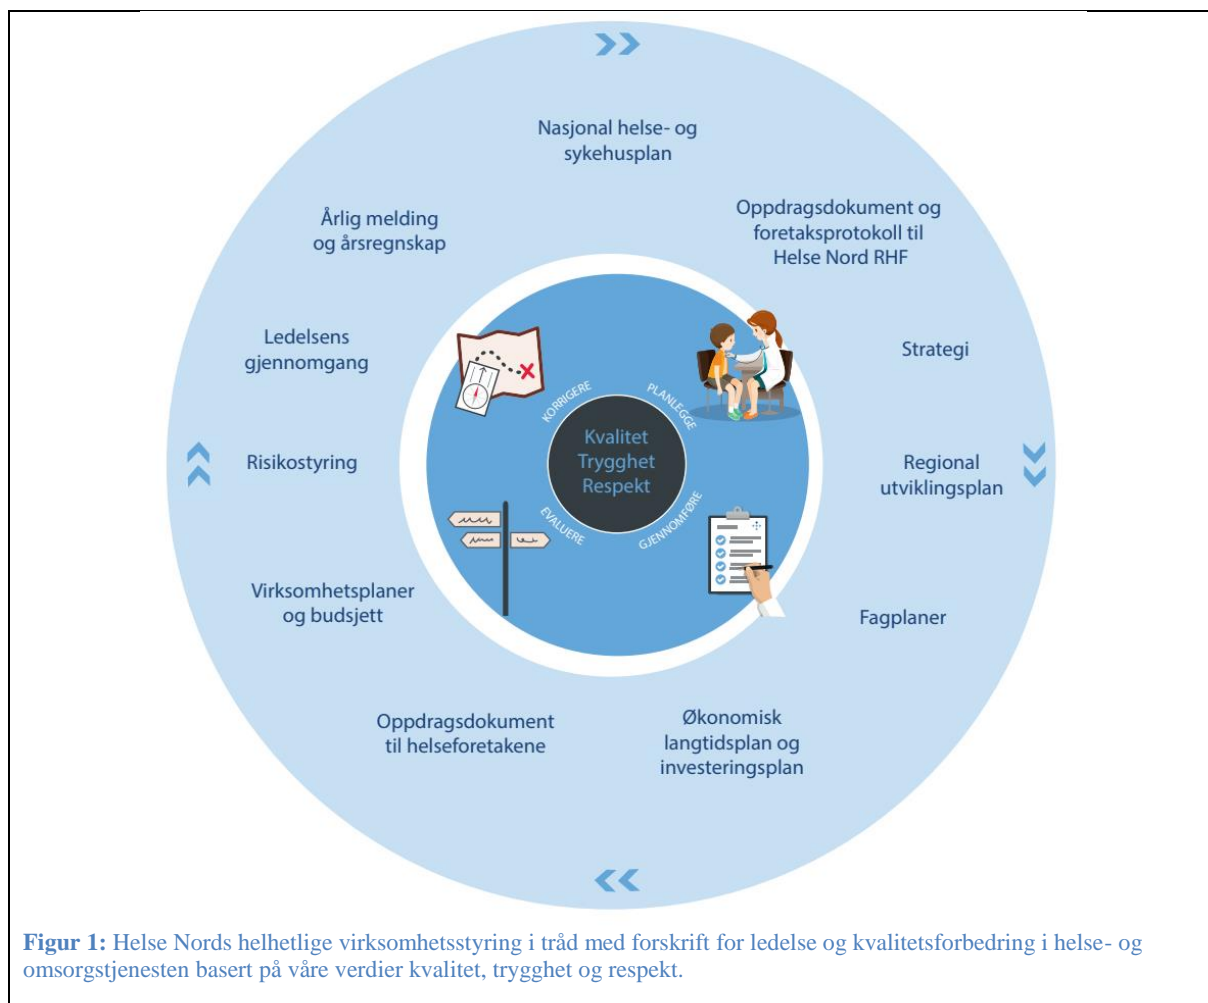 Nasjonal helse- og
sykehusplan
Oppdragsdokument og
foretaksprotokoll til
Helse Nord RHF
Strategi
Regional
utviklingsplan
Fagplaner
Økonomisk
langtidsplan og
investeringsplan
Oppdragsdokument
til helseforetakene
Virksomhetsplaner
og budsjett
Risikostyring
Ledelsens
gjennomgang
Årlig melding
og årsregnskap
KORRIGERE
PLANLEGGE
GJENNOMFØRE
EVALUERE
Kvalitet
Trygghet
Respekt
Figur 1: Helse Nords helhetlige virksomhetsstyring i tråd med forskrift for ledelse og kvalitetsforbedring i helse- og
omsorgstjenesten basert på våre verdier kvalitet, trygghet og respekt.